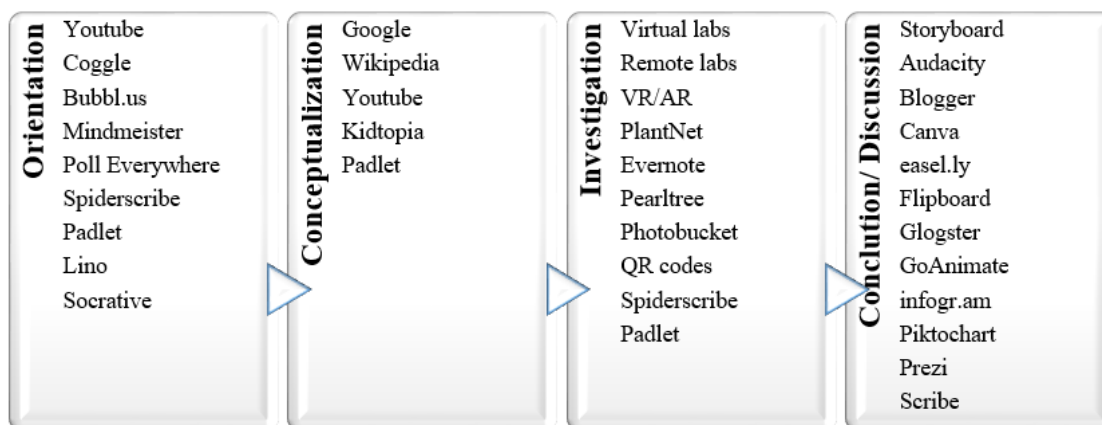 Orientation
Youtube
Coggle
Bubbl.us
Mindmeister
Poll Everywhere
Spiderscribe
Padlet
Lino
Socrative
Conceptualization
Google
Wikipedia
Youtube
Kidtopia
Padlet
Investigation
Virtual labs
Remote labs
VR/AR
PlantNet
Evernote
Pearltree
Photobucket
QR codes
Spiderscribe
Padlet
Conclution/ Discussion
Storyboard
Audacity
Blogger
Canva
easel.ly
Flipboard
Glogster
GoAnimate
infogr.am
Piktochart
Prezi
Scribe